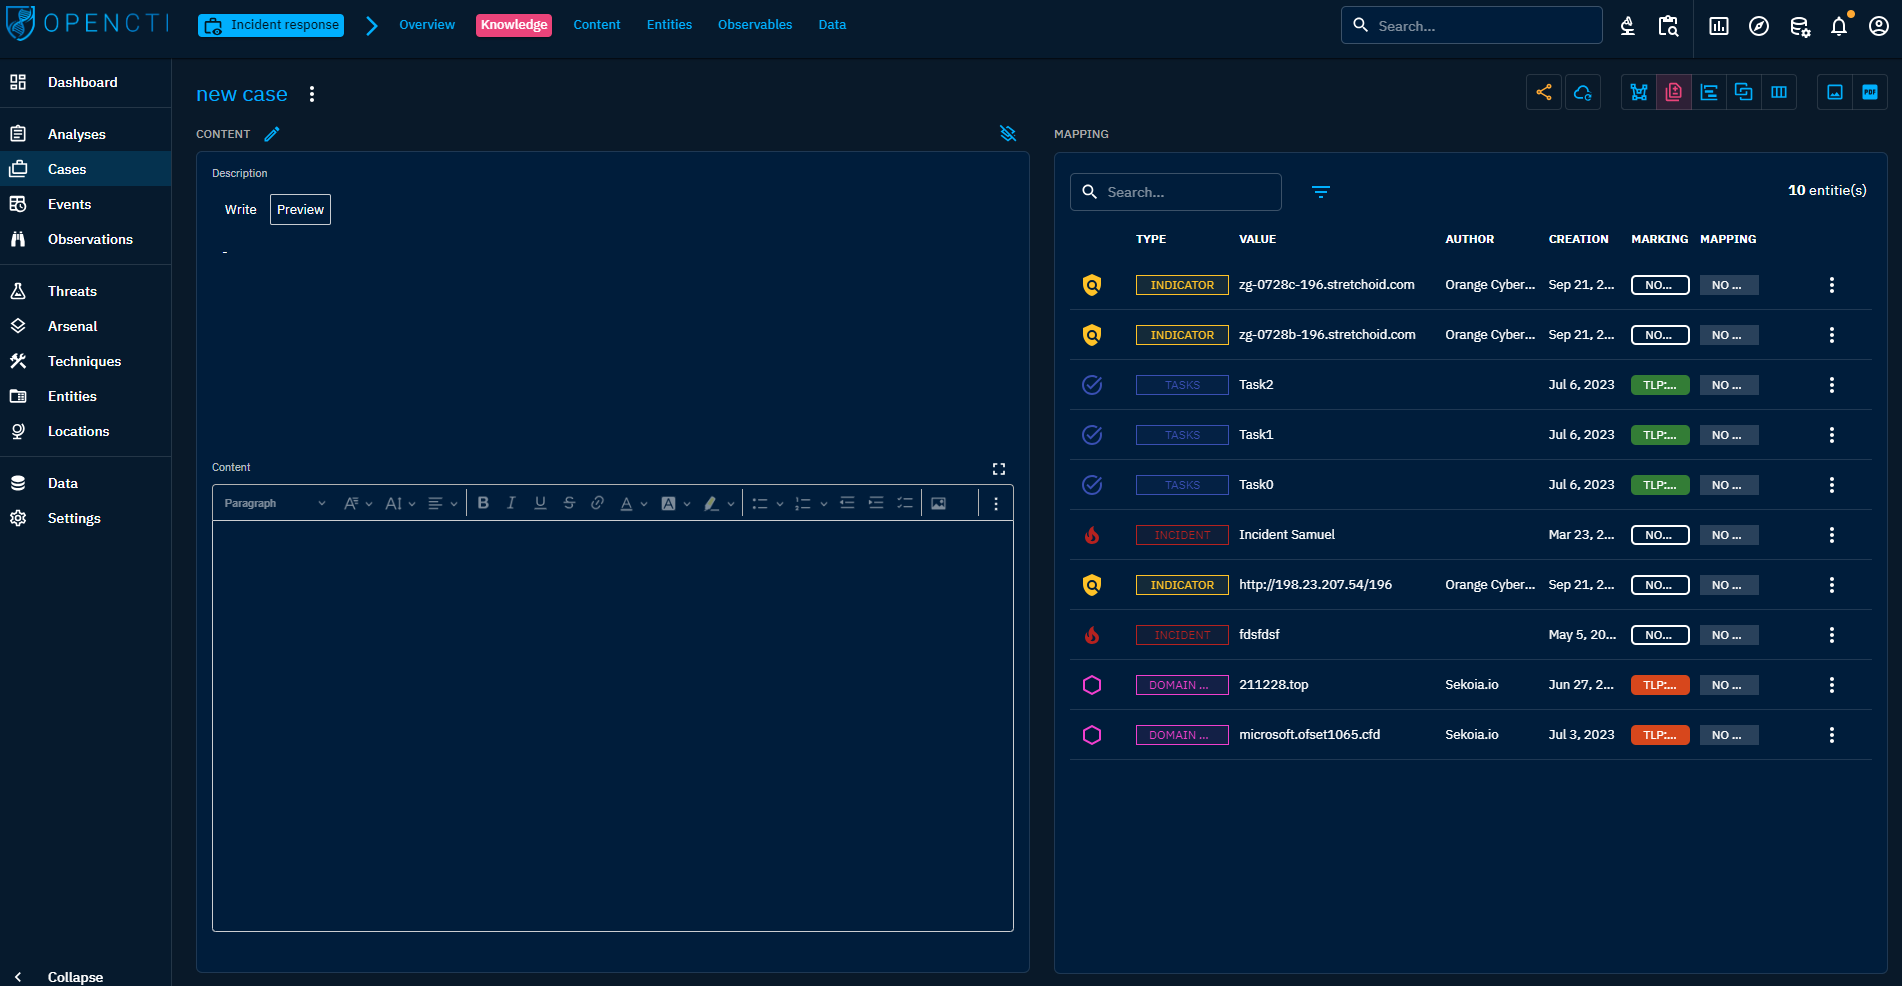 OPENCTI
Incident response
Overview
Knowledge
Content
Entities
Observables
Data
Search...
Dashboard
Analyses
Cases
Events
Observations
Threats
Arsenal
Techniques
Entities
Locations
Data
Settings
Collapse
new case
CONTENT
Description
Write
Preview
-
Content
Paragraph
MAPPING
Search...
10 entitie(s)
TYPE VALUE AUTHOR CREATION MARKING MAPPING
INDICATOR zg-0728c-196.stretchoid.com Orange Cyber... Sep 21, 2... NO... NO ...
INDICATOR zg-0728b-196.stretchoid.com Orange Cyber... Sep 21, 2... NO... NO ...
TASKS Task2 Jul 6, 2023 TLP:... NO ...
TASKS Task1 Jul 6, 2023 TLP:... NO ...
TASKS Task0 Jul 6, 2023 TLP:... NO ...
INCIDENT Incident Samuel Mar 23, 2... NO... NO ...
INDICATOR http://198.23.207.54/196 Orange Cyber... Sep 21, 2... NO... NO ...
INCIDENT fdsfdsf May 5, 20... NO... NO ...
DOMAIN ... 211228.top Sekoia.io Jun 27, 2... TLP:... NO ...
DOMAIN ... microsoft.ofset1065.cfd Sekoia.io Jul 3, 2023 TLP:... NO ...